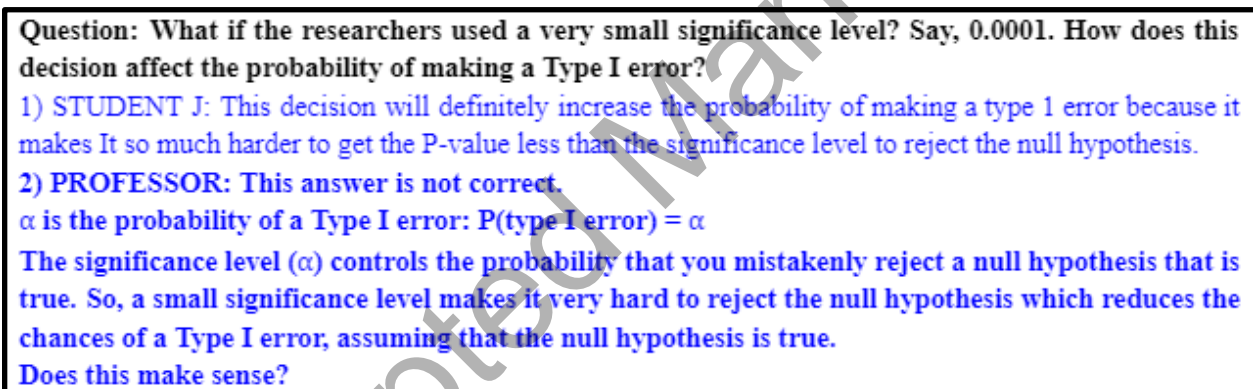 Question: What if the researchers used a very small significance level? Say, 0.0001. How does this
decision affect the probability of making a Type I error?
1) STUDENT J: This decision will definitely increase the probability of making a type 1 error because it
makes It so much harder to get the P-value less than the significance level to reject the null hypothesis.
2) PROFESSOR: This answer is not correct.
α is the probability of a Type I error: P(type I error) = α
The significance level (α) controls the probability that you mistakenly reject a null hypothesis that is
true. So, a small significance level makes it very hard to reject the null hypothesis which reduces the
chances of a Type I error, assuming that the null hypothesis is true.
Does this make sense?